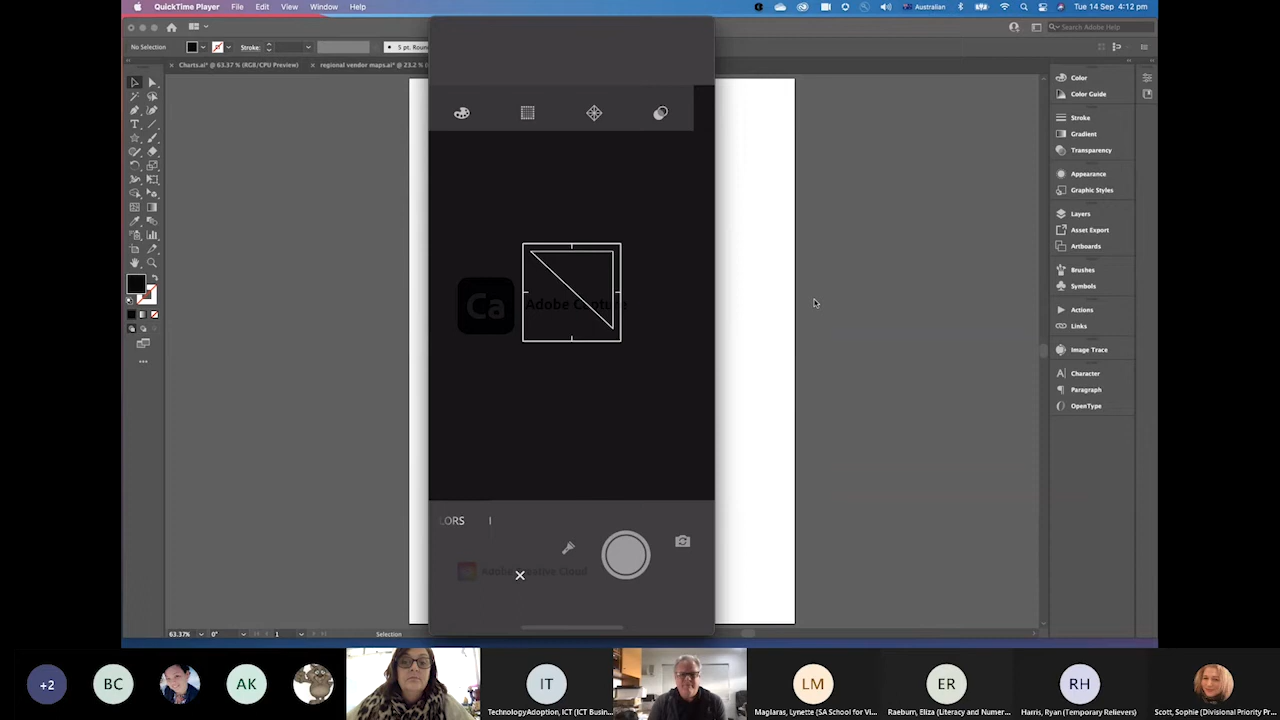 QuickTime Player File Edit View Window Help
Australian Tue 14 Sep 4:12 pm
Search Adobe Help
No Selection Stroke: 5 pt. Roun
Charts.ai* @ 63.37 % (RGB/CPU Preview) regional vendor maps.ai* @ 23.2 %
Color
Color Guide
Stroke
Gradient
Transparency
Appearance
Graphic Styles
Layers
Asset Export
Artboards
Brushes
Symbols
Actions
Links
Image Trace
Character
Paragraph
OpenType
Ca Adobe Capture
LORS
Adobe Creative Cloud
63.37% 0° 1 Selection
+2 BC AK IT LM ER RH
TechnologyAdoption, ICT (ICT Busin... Maglaras, Lynette (SA School for Vi... Raeburn, Eliza (Literacy and Numer... Harris, Ryan (Temporary Relievers) Scott, Sophie (Divisional Priority Pr...